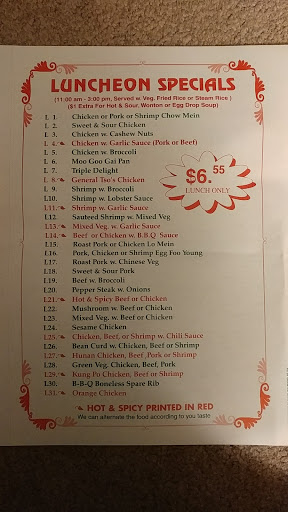 LUNCHEON SPECIALS
(11:00 am - 3:00 pm, Served w. Veg. Fried Rice or Steam Rice )
($1 Extra For Hot & Sour, Wonton or Egg Drop Soup)
L 1. Chicken or Pork or Shrimp Chow Mein
L 2. Sweet & Sour Chicken
L 3. Chicken w. Cashew Nuts
L 4. Chicken w. Garlic Sauce (Pork or Beef)
L 5. Chicken w. Broccoli
L 6. Moo Goo Gai Pan
L 7. Triple Delight
L 8. General Tso's Chicken
L 9. Shrimp w. Broccoli
L10. Shrimp w. Lobster Sauce
L11. Shrimp w. Garlic Sauce
L12. Sauteed Shrimp w. Mixed Veg
L13. Mixed Veg. w. Garlic Sauce
L14. Beef or Chicken w. B.B.Q. Sauce
L15. Roast Pork or Chicken Lo Mein
L16. Pork, Chicken or Shrimp Egg Foo Young
L17. Roast Pork w. Chinese Veg
L18. Sweet & Sour Pork
L19. Beef w. Broccoli
L20. Pepper Steak w. Onions
L21. Hot & Spicy Beef or Chicken
L22. Mushroom w. Beef or Chicken
L23. Mixed Veg. w. Beef or Chicken
L24. Sesame Chicken
L25. Chicken, Beef, or Shrimp w. Chili Sauce
L26. Bean Curd w. Chicken, Beef or Shrimp
L27. Hunan Chicken, Beef ,Pork or Shrimp
L28. Green Veg. Chicken, Beef, Pork
L29. Kung Po Chicken, Beef or Shrimp
L30. B-B-Q Boneless Spare Rib
L31. Orange Chicken
$6.55
LUNCH ONLY
HOT & SPICY PRINTED IN RED
We can alternate the food according to you taste